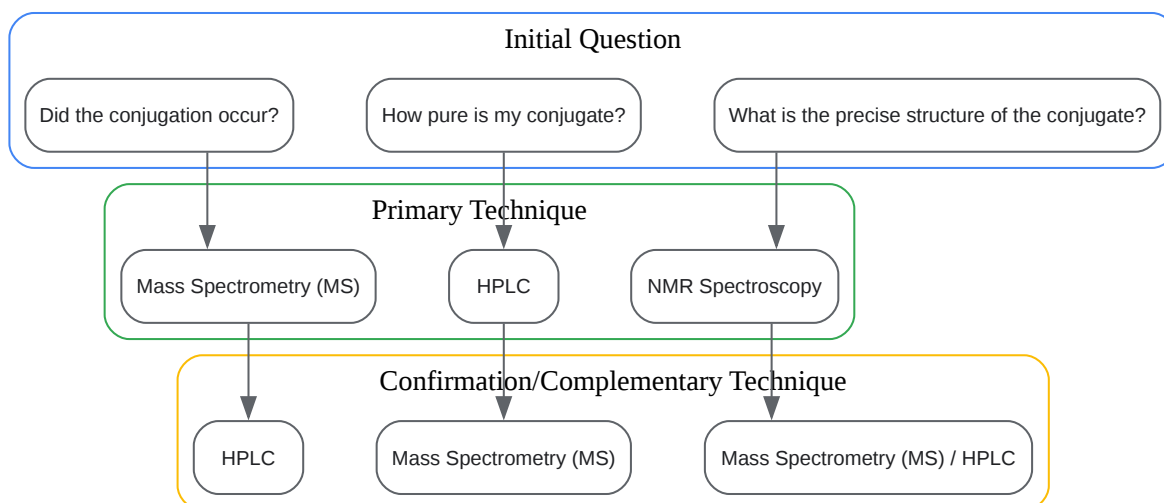 Initial Question
Did the conjugation occur?
How pure is my conjugate?
What is the precise structure of the conjugate?
Primary Technique
Mass Spectrometry (MS)
HPLC
NMR Spectroscopy
Confirmation/Complementary Technique
HPLC
Mass Spectrometry (MS)
Mass Spectrometry (MS) / HPLC